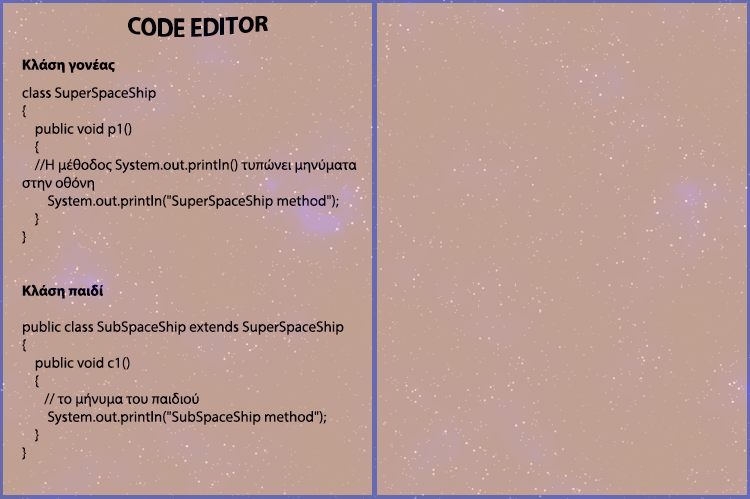 CODE EDITOR
Κλάση γονέας
class SuperSpaceShip
{
public void p1()
{
//Η μέθοδος System.out.println() τυπώνει μηνύματα
στην οθόνη
System.out.println("SuperSpaceShip method");
}
}
Κλάση παιδί
public class SubSpaceShip extends SuperSpaceShip
{
public void c1()
{
// το μήνυμα του παιδιού
System.out.println("SubSpaceShip method");
}
}